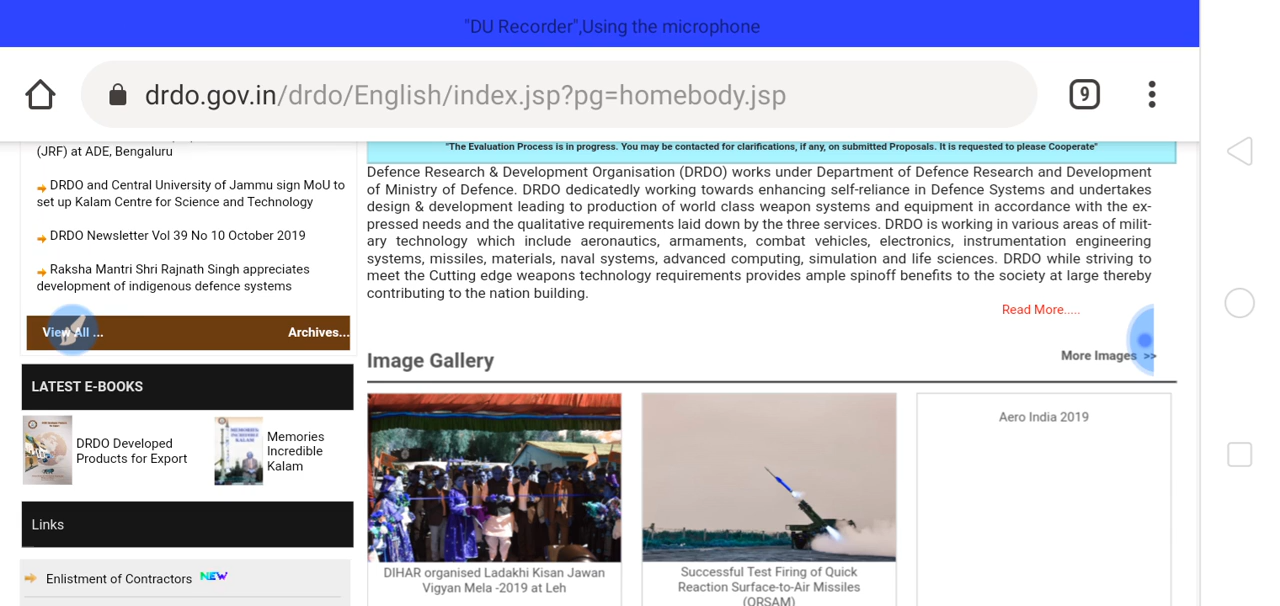 "DU Recorder",Using the microphone
drdo.gov.in/drdo/English/index.jsp?pg=homebody.jsp
9
(JRF) at ADE, Bengaluru
DRDO and Central University of Jammu sign MoU to
set up Kalam Centre for Science and Technology
DRDO Newsletter Vol 39 No 10 October 2019
Raksha Mantri Shri Rajnath Singh appreciates
development of indigenous defence systems
View All ...
Archives...
LATEST E-BOOKS
DRDO Developed
Products for Export
Memories
Incredible
Kalam
Links
Enlistment of Contractors NEW
"The Evaluation Process is in progress. You may be contacted for clarifications, if any, on submitted Proposals. It is requested to please Cooperate"
Defence Research & Development Organisation (DRDO) works under Department of Defence Research and Development
of Ministry of Defence. DRDO dedicatedly working towards enhancing self-reliance in Defence Systems and undertakes
design & development leading to production of world class weapon systems and equipment in accordance with the ex-
pressed needs and the qualitative requirements laid down by the three services. DRDO is working in various areas of milit-
ary technology which include aeronautics, armaments, combat vehicles, electronics, instrumentation engineering
systems, missiles, materials, naval systems, advanced computing, simulation and life sciences. DRDO while striving to
meet the Cutting edge weapons technology requirements provides ample spinoff benefits to the society at large thereby
contributing to the nation building.
Read More.....
Image Gallery
More Images >>
DIHAR organised Ladakhi Kisan Jawan
Vigyan Mela -2019 at Leh
Successful Test Firing of Quick
Reaction Surface-to-Air Missiles
(QRSAM)
Aero India 2019